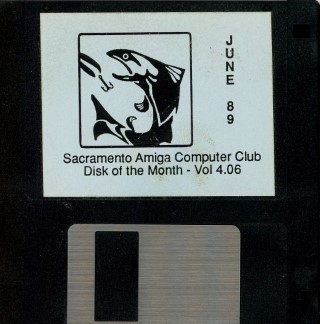 JUNE 89
Sacramento Amiga Computer Club
Disk of the Month - Vol 4.06